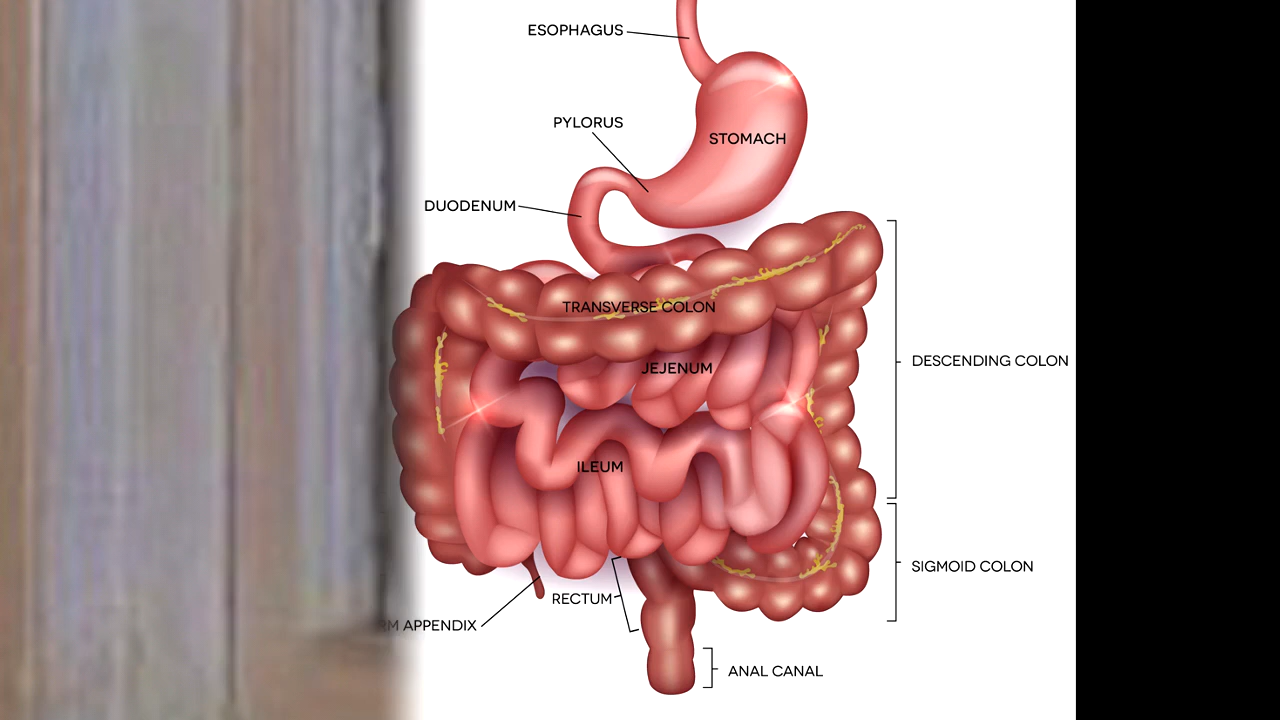 ESOPHAGUS
PYLORUS
STOMACH
DUODENUM
TRANSVERSE COLON
DESCENDING COLON
JEJENUM
ILEUM
SIGMOID COLON
RECTUM
APPENDIX
ANAL CANAL